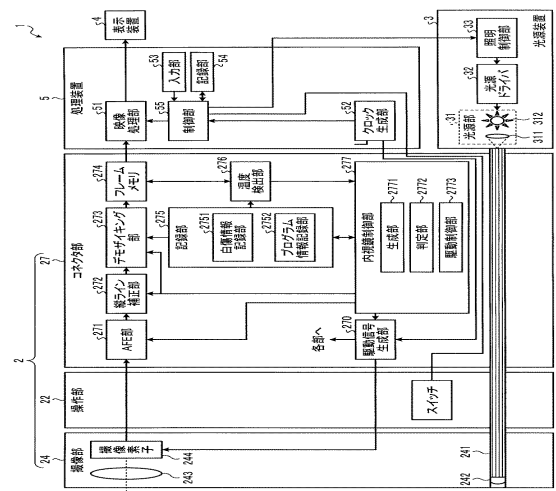 1
2
24
撮像部
撮像素子
244
243
242
241
22
操作部
スイッチ
27
コネクタ部
271
AFE部
272
縦ライン
補正部
273
デモザイキング部
274
フレーム
メモリ
275
記録部
2751
白傷情報
記録部
2752
プログラム
情報記録部
276
温度
検出部
277
内視鏡制御部
2771
生成部
2772
判定部
2773
駆動制御部
270
駆動信号
生成部
各部へ
5
処理装置
51
映像
処理部
55
制御部
53
入力部
54
記録部
52
クロック
生成部
4
表示装置
3
光源装置
33
照明
制御部
32
光源
ドライバ
31
光源部
312
311